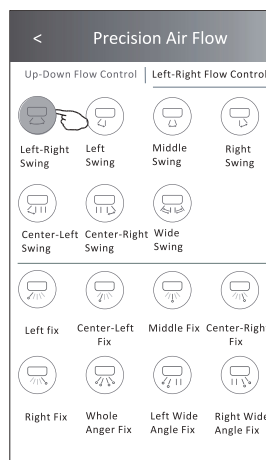 < Precision Air Flow
Up-Down Flow Control | Left-Right Flow Control
Left-Right Left Middle Right
Swing Swing Swing Swing
Center-Left Center-Right Wide
Swing Swing Swing
Left fix Center-Left Middle Fix Center-Righ
Fix Fix
Right Fix Whole Left Wide Right Wide
Anger Fix Angle Fix Angle Fix